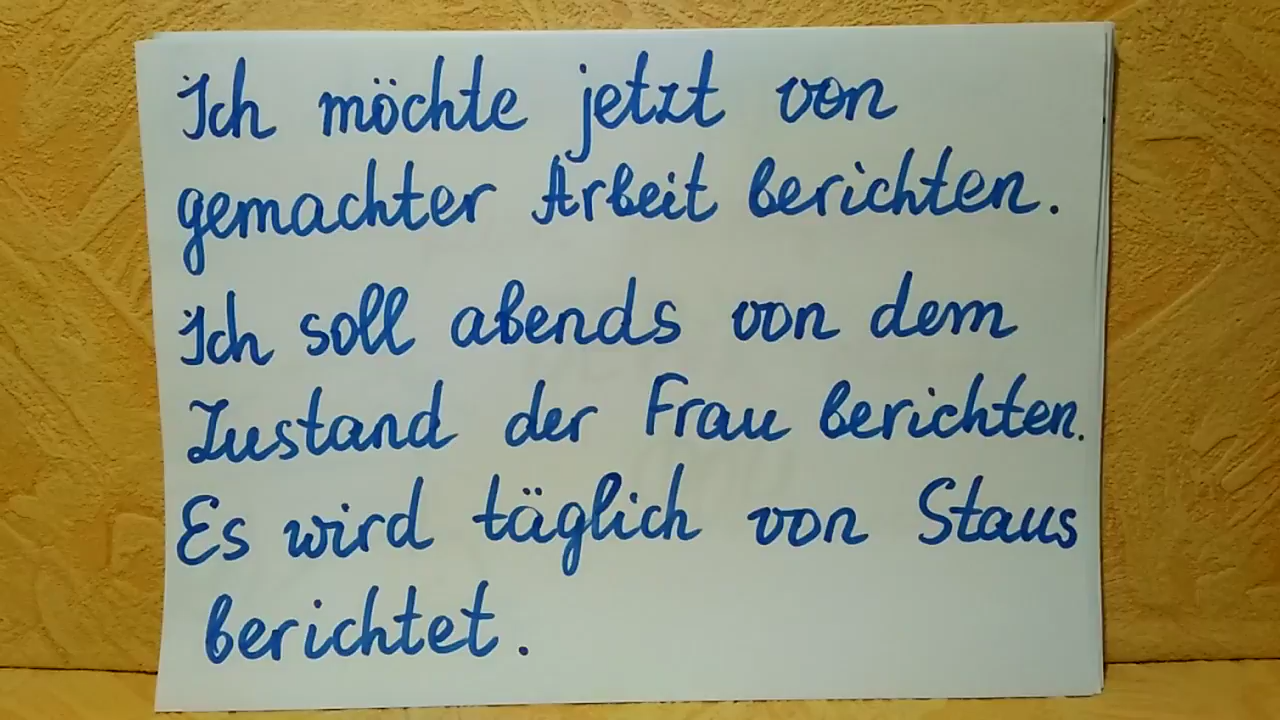 Ich möchte jetzt von
gemachter Arbeit berichten.
Ich soll abends von dem
Zustand der Frau berichten.
Es wird täglich von Staus
berichtet.